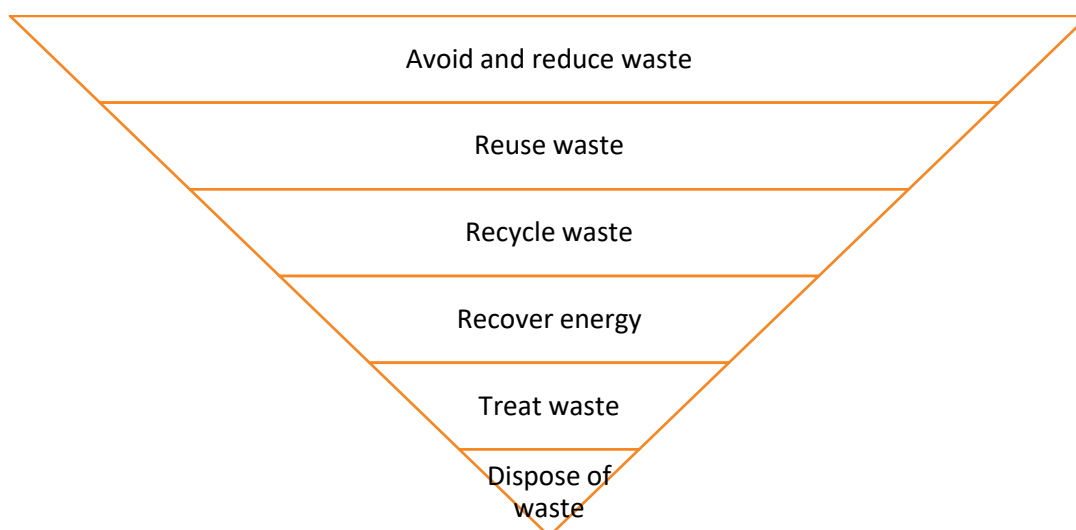 Avoid and reduce waste
Reuse waste
Recycle waste
Recover energy
Treat waste
Dispose of
waste